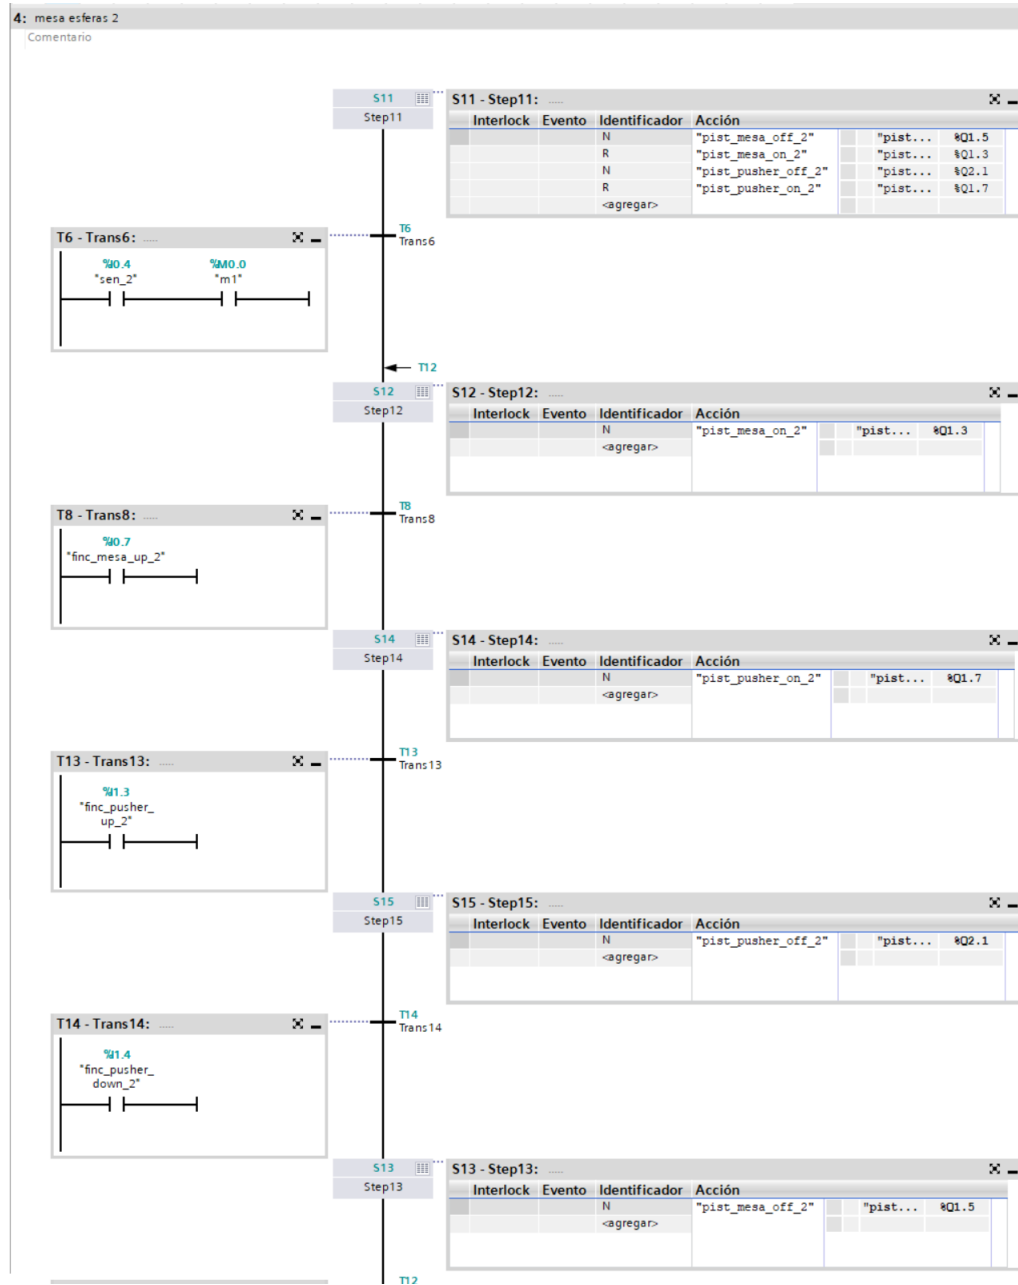 4: mesa esferas 2
Comentario
S11
Step11
S11 - Step11: .....
Interlock Evento Identificador Acción
N "pist_mesa_off_2" "pist... %Q1.5
R "pist_mesa_on_2" "pist... %Q1.3
N "pist_pusher_off_2" "pist... %Q2.1
R "pist_pusher_on_2" "pist... %Q1.7
<agregar>
T6
Trans6
T6 - Trans6: .....
%I0.4 %M0.0
"sen_2" "m1"
T12
S12
Step12
S12 - Step12: .....
Interlock Evento Identificador Acción
N "pist_mesa_on_2" "pist... %Q1.3
<agregar>
T8
Trans8
T8 - Trans8: .....
%I0.7
"finc_mesa_up_2"
S14
Step14
S14 - Step14: .....
Interlock Evento Identificador Acción
N "pist_pusher_on_2" "pist... %Q1.7
<agregar>
T13
Trans13
T13 - Trans13: .....
%I1.3
"finc_pusher_
up_2"
S15
Step15
S15 - Step15: .....
Interlock Evento Identificador Acción
N "pist_pusher_off_2" "pist... %Q2.1
<agregar>
T14
Trans14
T14 - Trans14: .....
%I1.4
"finc_pusher_
down_2"
S13
Step13
S13 - Step13: .....
Interlock Evento Identificador Acción
N "pist_mesa_off_2" "pist... %Q1.5
<agregar>
T12